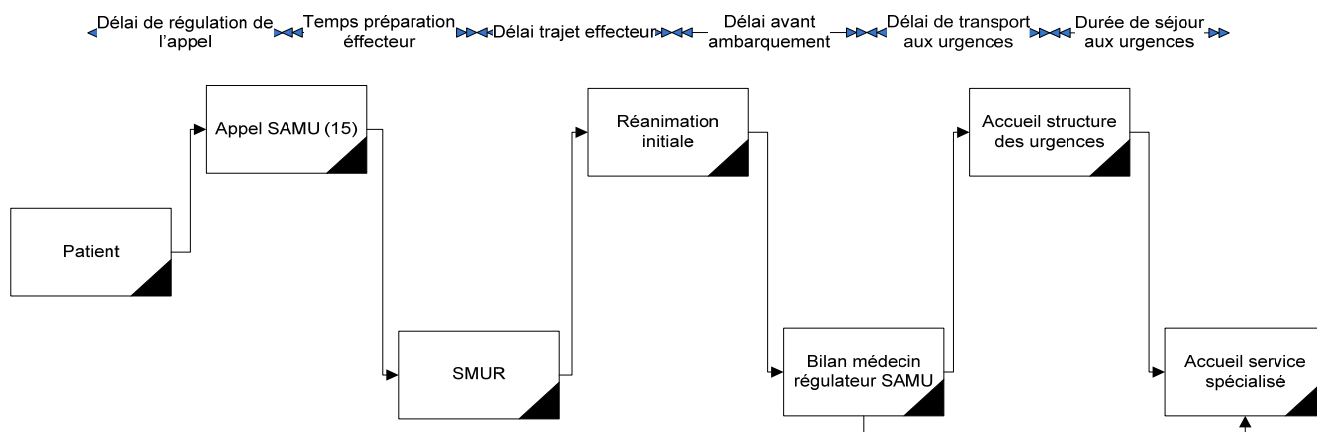 Délai de régulation de
l'appel
Temps préparation
éffecteur
Délai trajet effecteur
Délai avant
ambarquement
Délai de transport
aux urgences
Durée de séjour
aux urgences
Appel SAMU (15)
Réanimation
initiale
Accueil structure
des urgences
Patient
SMUR
Bilan médecin
régulateur SAMU
Accueil service
spécialisé